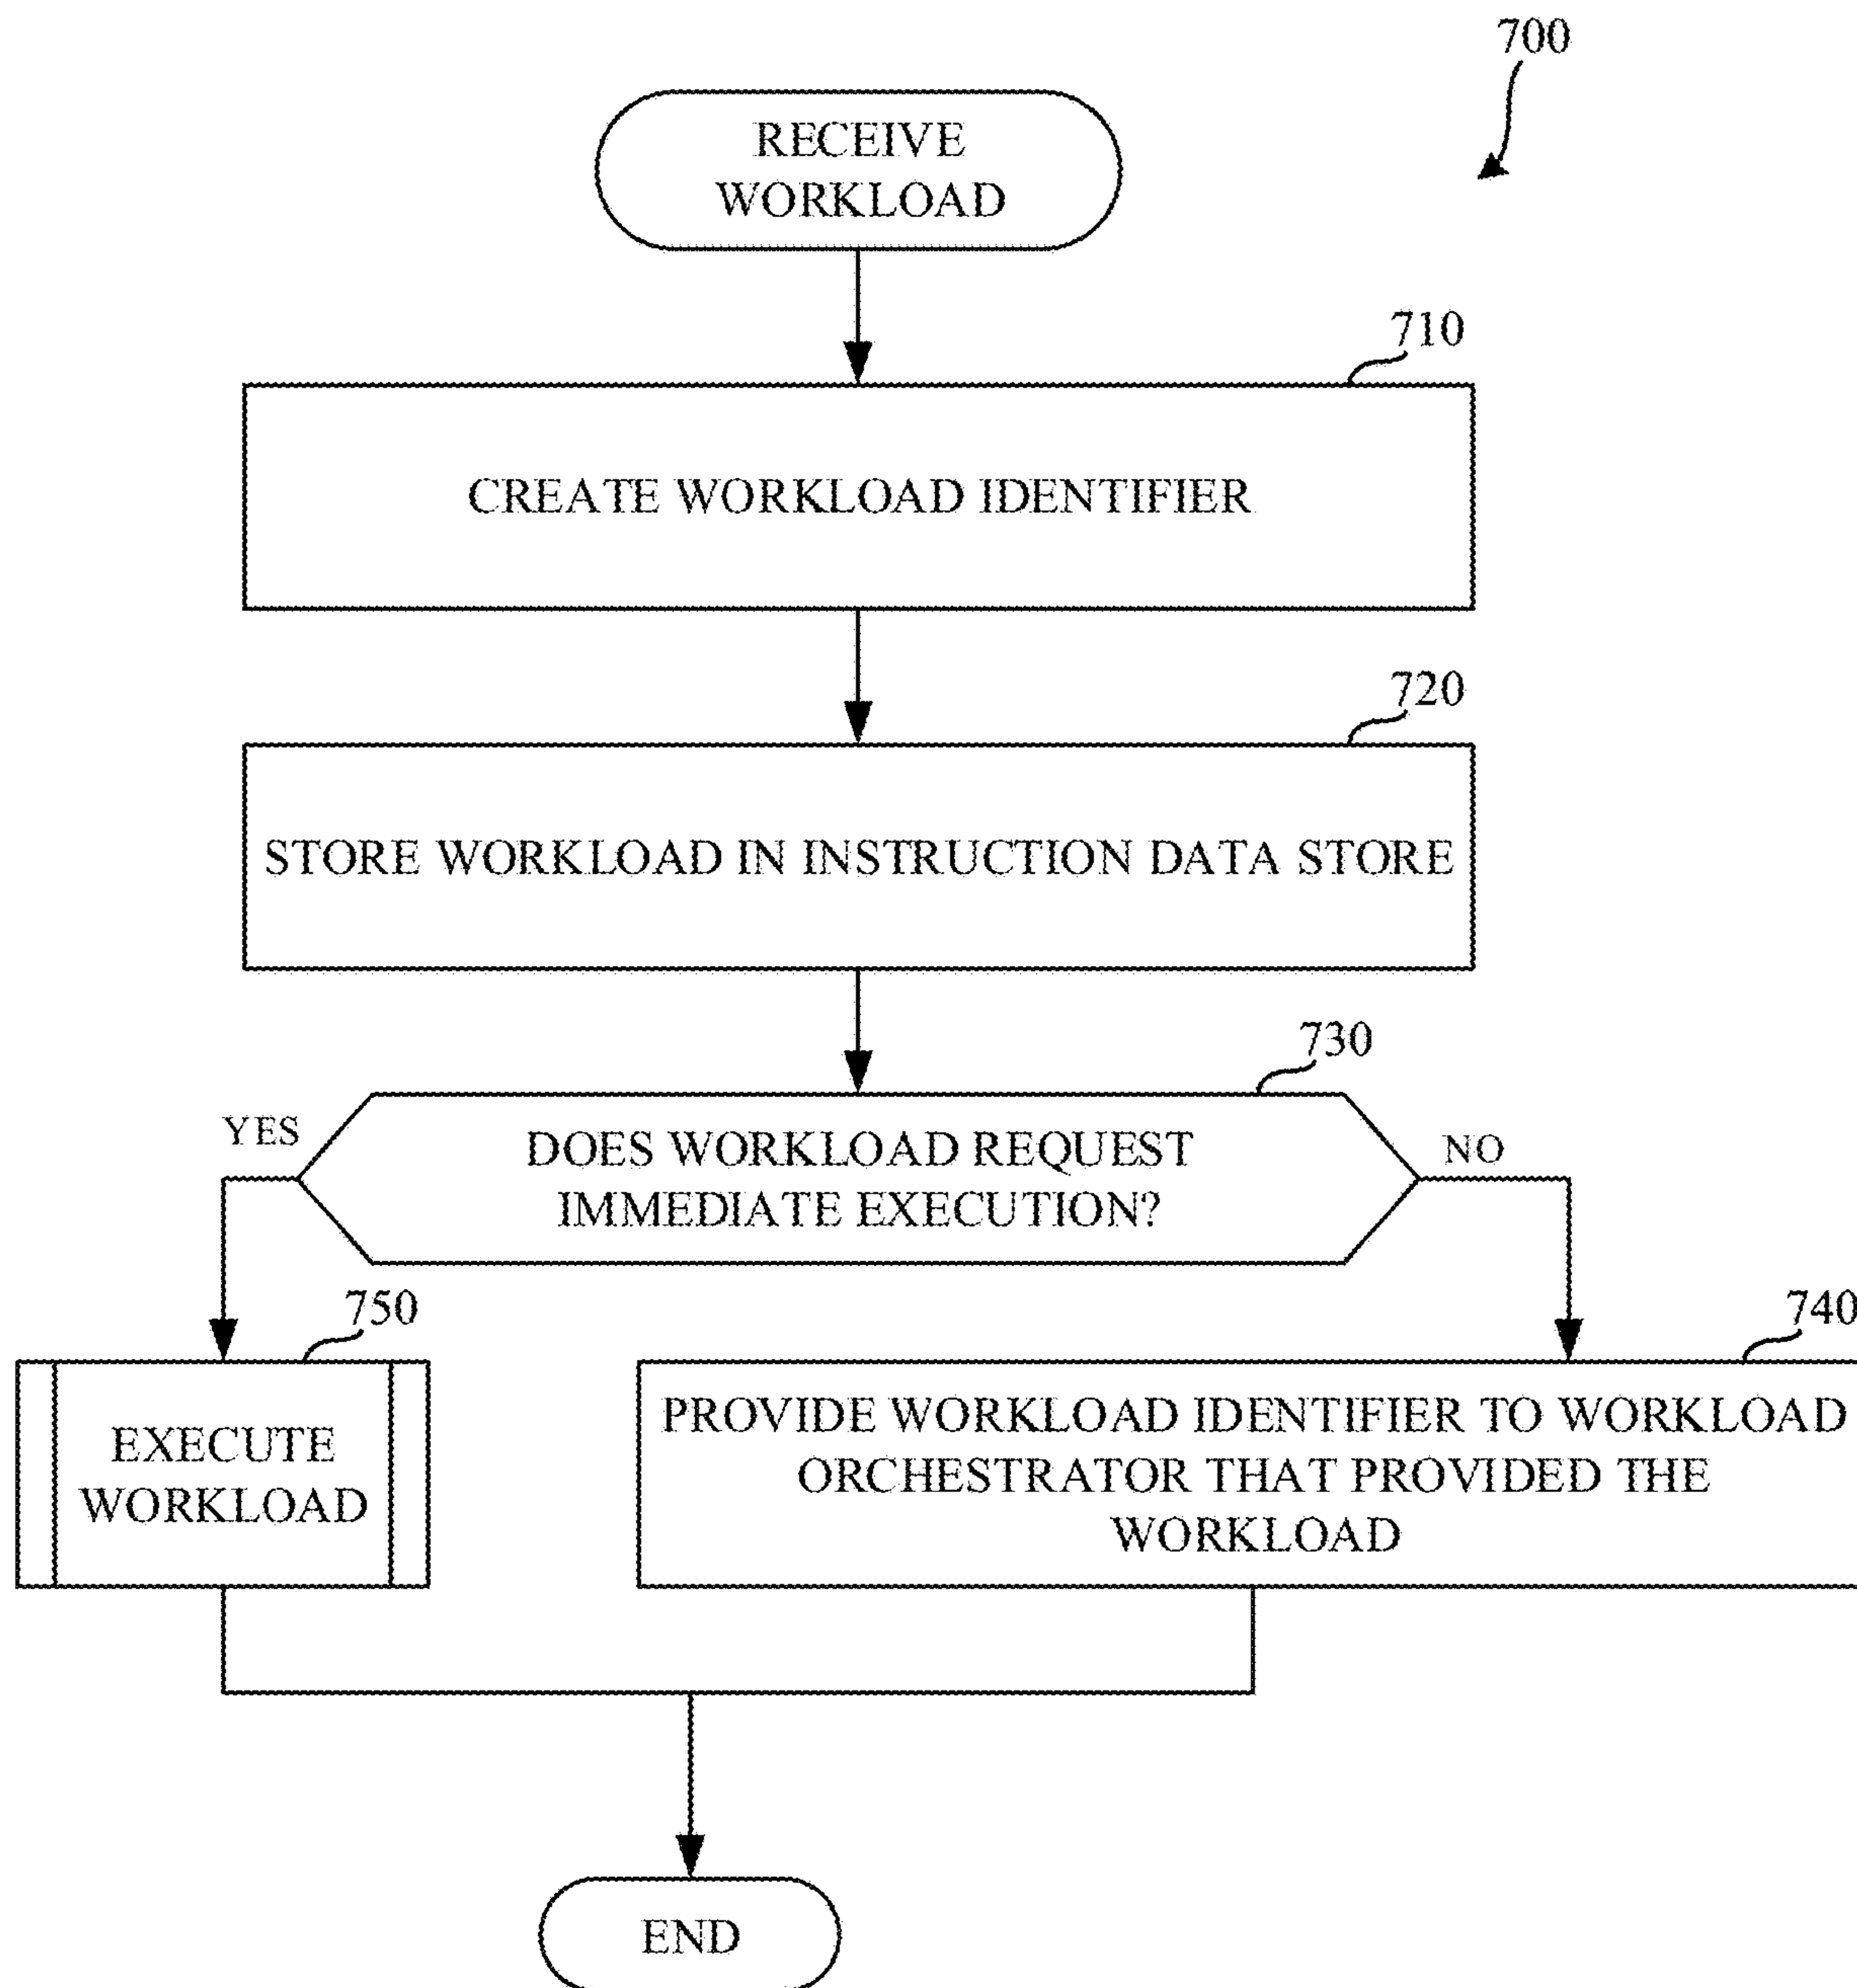 700
RECEIVE
WORKLOAD
710
CREATE WORKLOAD IDENTIFIER
720
STORE WORKLOAD IN INSTRUCTION DATA STORE
730
YES
DOES WORKLOAD REQUEST
IMMEDIATE EXECUTION?
NO
750
EXECUTE
WORKLOAD
740
PROVIDE WORKLOAD IDENTIFIER TO WORKLOAD
ORCHESTRATOR THAT PROVIDED THE
WORKLOAD
END